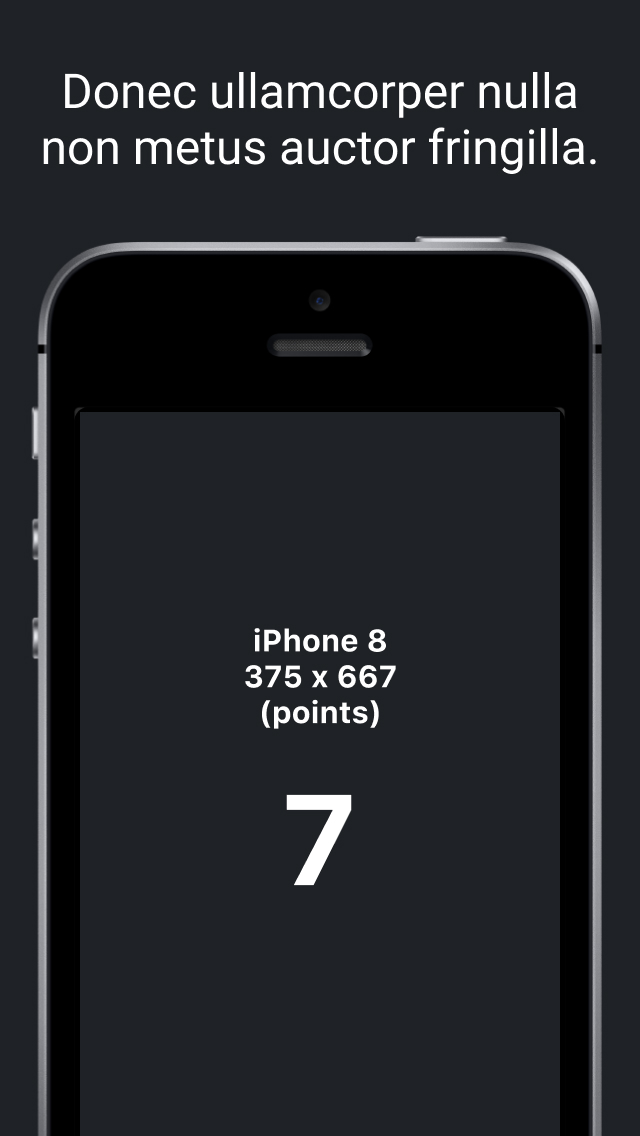 Donec ullamcorper nulla
non metus auctor fringilla.
iPhone 8
375 x 667
(points)
7